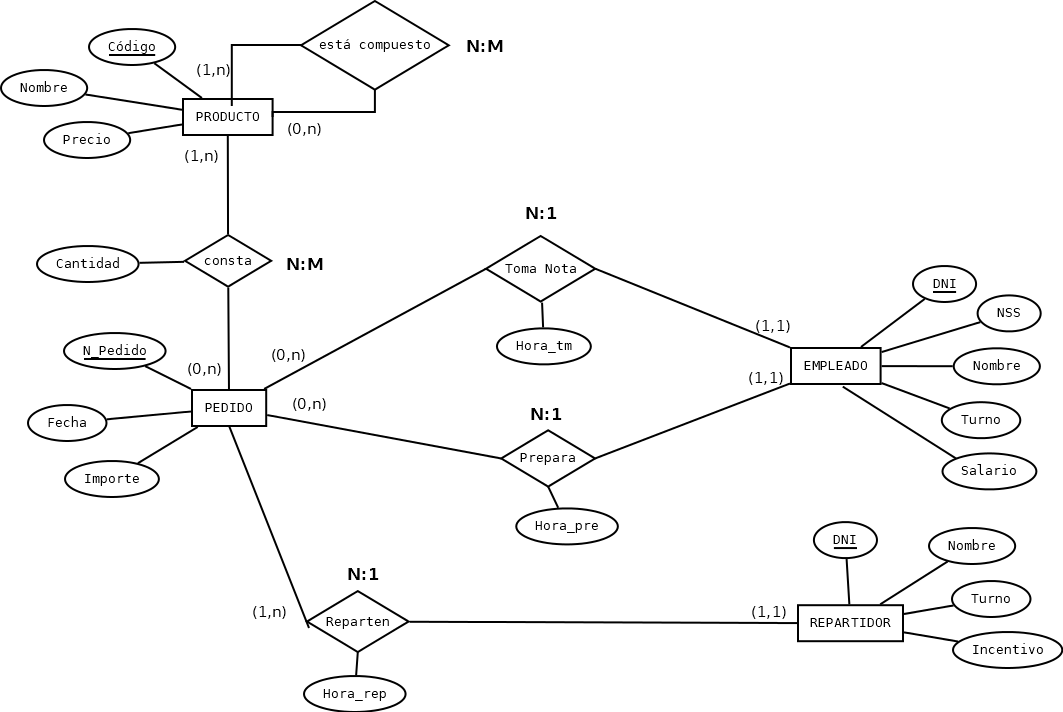 está compuesto
N:M
Código
(1,n)
Nombre
PRODUCTO
(0,n)
Precio
(1,n)
N:1
Cantidad
consta
N:M
Toma Nota
DNI
NSS
(1,1)
Hora_tm
N_Pedido
(0,n)
(0,n)
EMPLEADO
Nombre
(1,1)
PEDIDO
(0,n)
N:1
Fecha
Turno
Prepara
Importe
Salario
Hora_pre
DNI
Nombre
N:1
Turno
(1,n)
Reparten
(1,1)
REPARTIDOR
Incentivo
Hora_rep